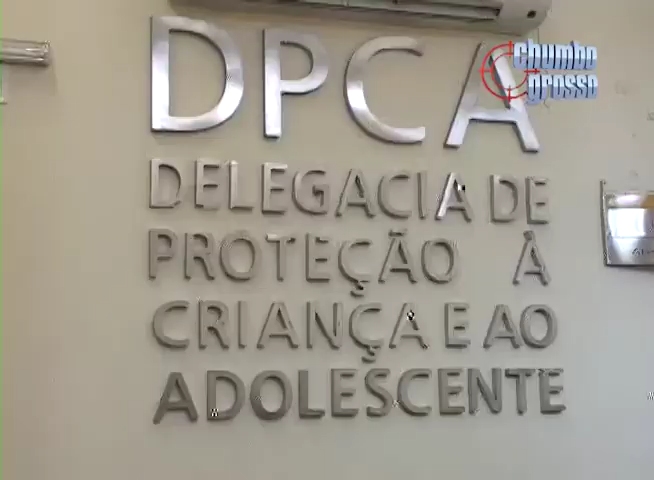 DPCA
chumbo
grosso
DELEGACIA DE
PROTEÇÃO À
CRIANÇA E AO
ADOLESCENTE